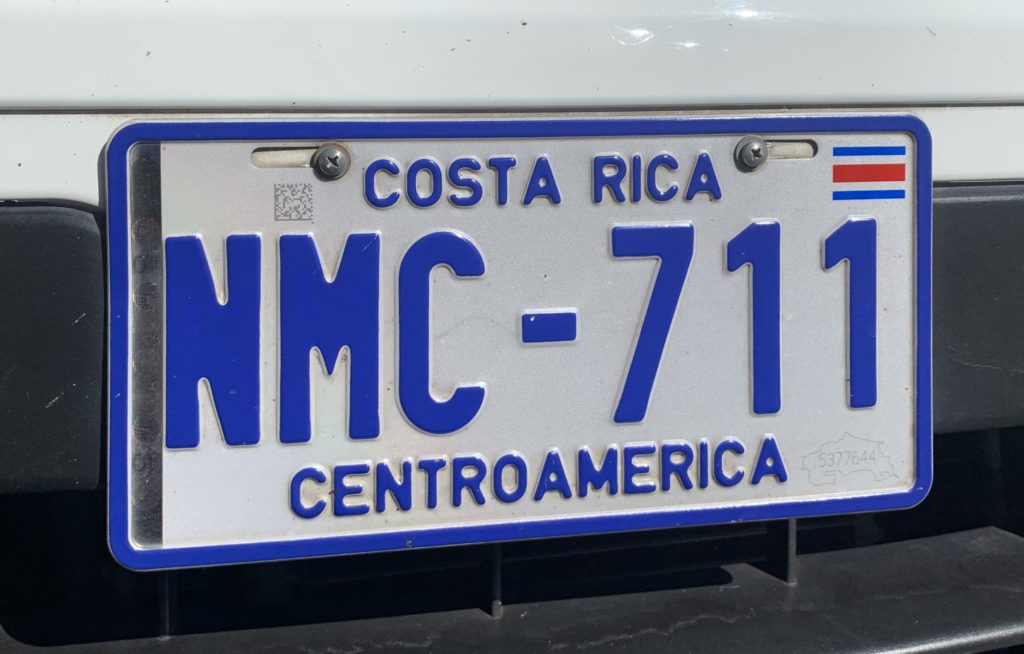 COSTA RICA
NMC-711
CENTROAMERICA
5377644